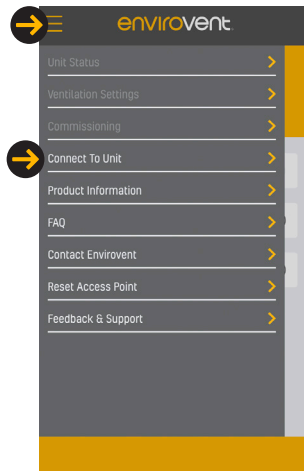 envirovent
Unit Status
Ventilation Settings
Commissioning
Connect To Unit
Product Information
FAQ
Contact Envirovent
Reset Access Point
Feedback & Support